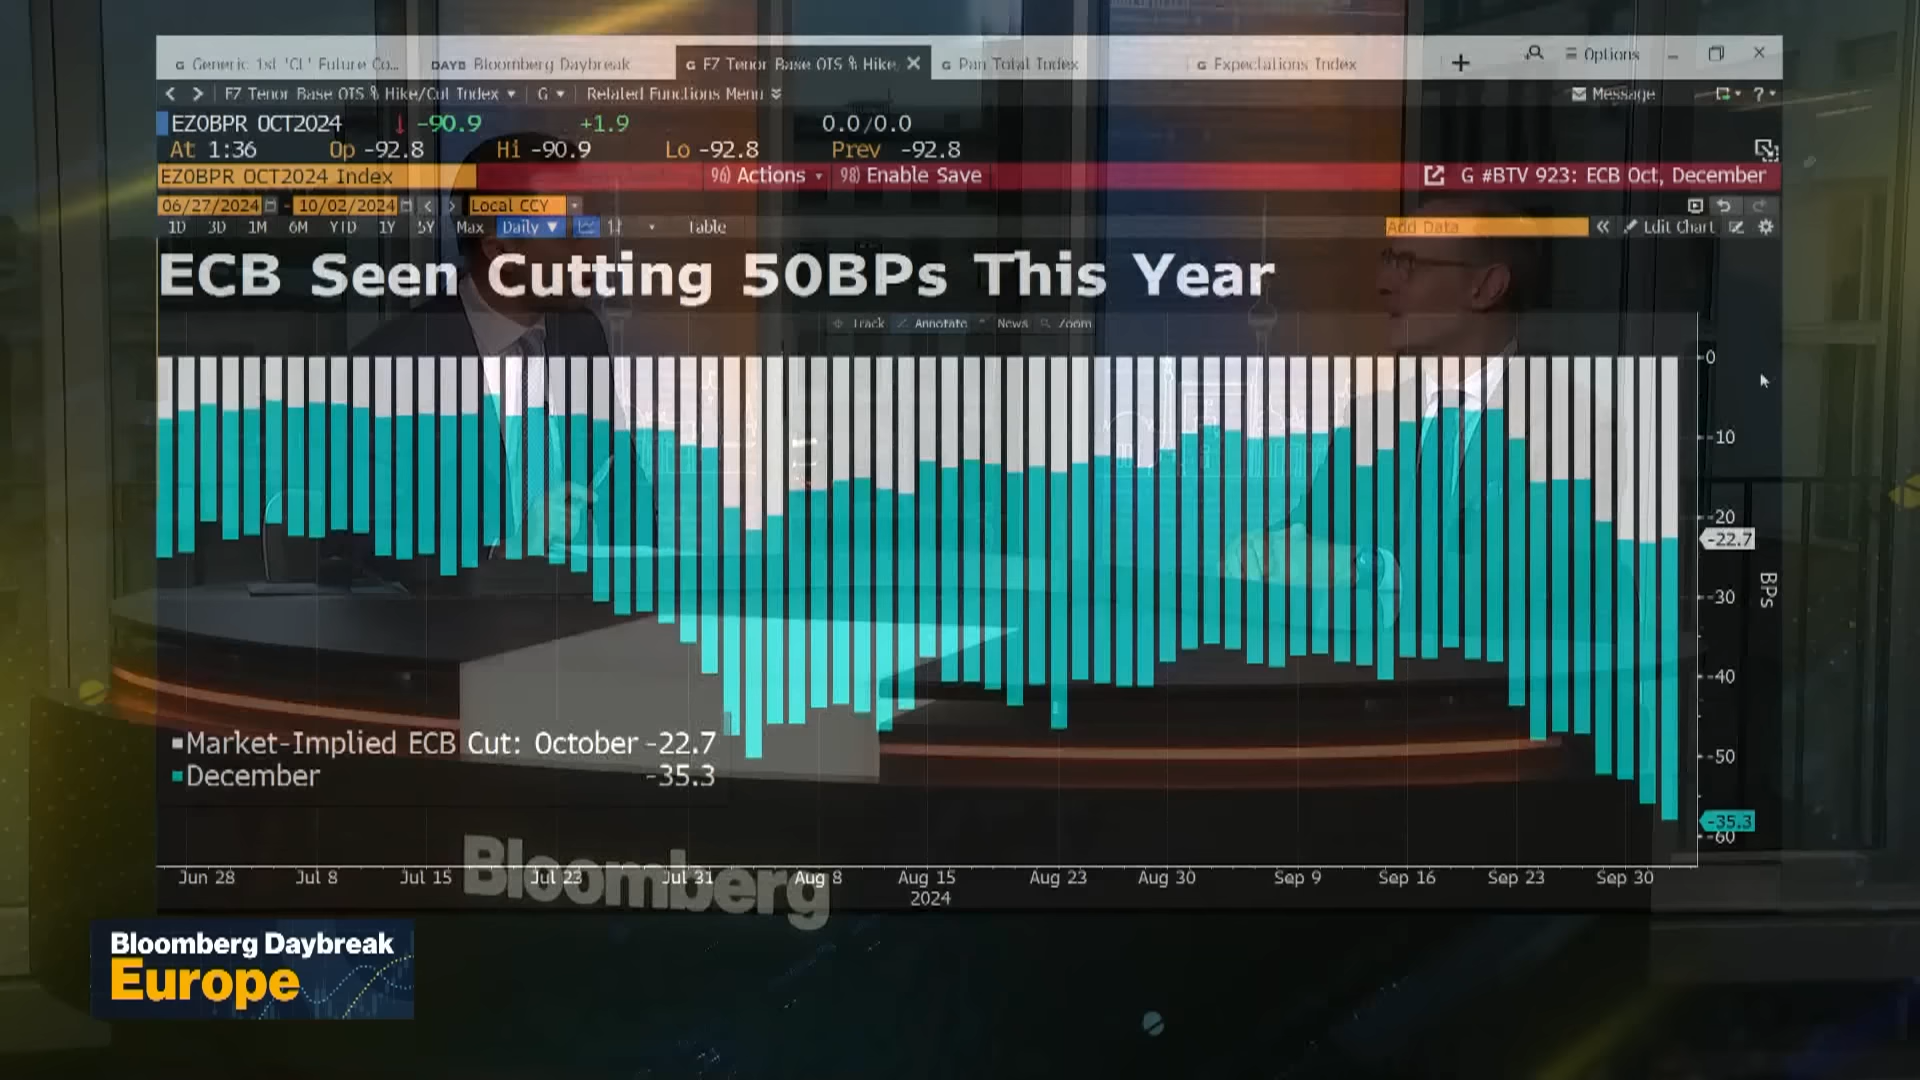 G Generic 1st 'CL' Future Co... DAYB Bloomberg Daybreak G EZ Tenor Base OIS % Hike G Pan Total Index G Expectations Index + Options
EZ Tenor Base OIS % Hike/Cut Index G Related Functions Menu Message ?
EZ0BPR OCT2024 -90.9 +1.9 0.0/0.0
At 1:36 Op -92.8 Hi -90.9 Lo -92.8 Prev -92.8
EZ0BPR OCT2024 Index 96) Actions 98) Enable Save G #BTV 923: ECB Oct, December
06/27/2024 - 10/02/2024 Local CCY
1D 3D 1M 6M YTD 1Y 5Y Max Daily Table Add Data Edit Chart
ECB Seen Cutting 50BPs This Year
Track Annotate News Zoom
0
-10
-20
-22.7
-30
BPs
-40
-50
-35.3
-60
Market-Implied ECB Cut: October -22.7
December -35.3
Jun 28 Jul 8 Jul 15 Jul 23 Jul 31 Aug 8 Aug 15 Aug 23 Aug 30 Sep 9 Sep 16 Sep 23 Sep 30
2024
Bloomberg
Bloomberg Daybreak
Europe